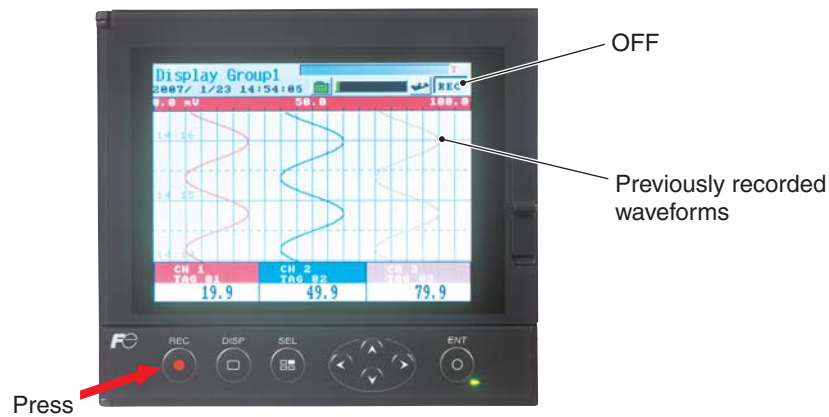 OFF
Display Group1
2007/ 1/23 14:54:05
REC
0.0 mV 50.0 100.0
14:16
14:15
Previously recorded
waveforms
CH 1 CH 2 CH 3
TAG 01 TAG 02 TAG 03
19.9 49.9 79.9
Fe REC DISP SEL ENT
Press